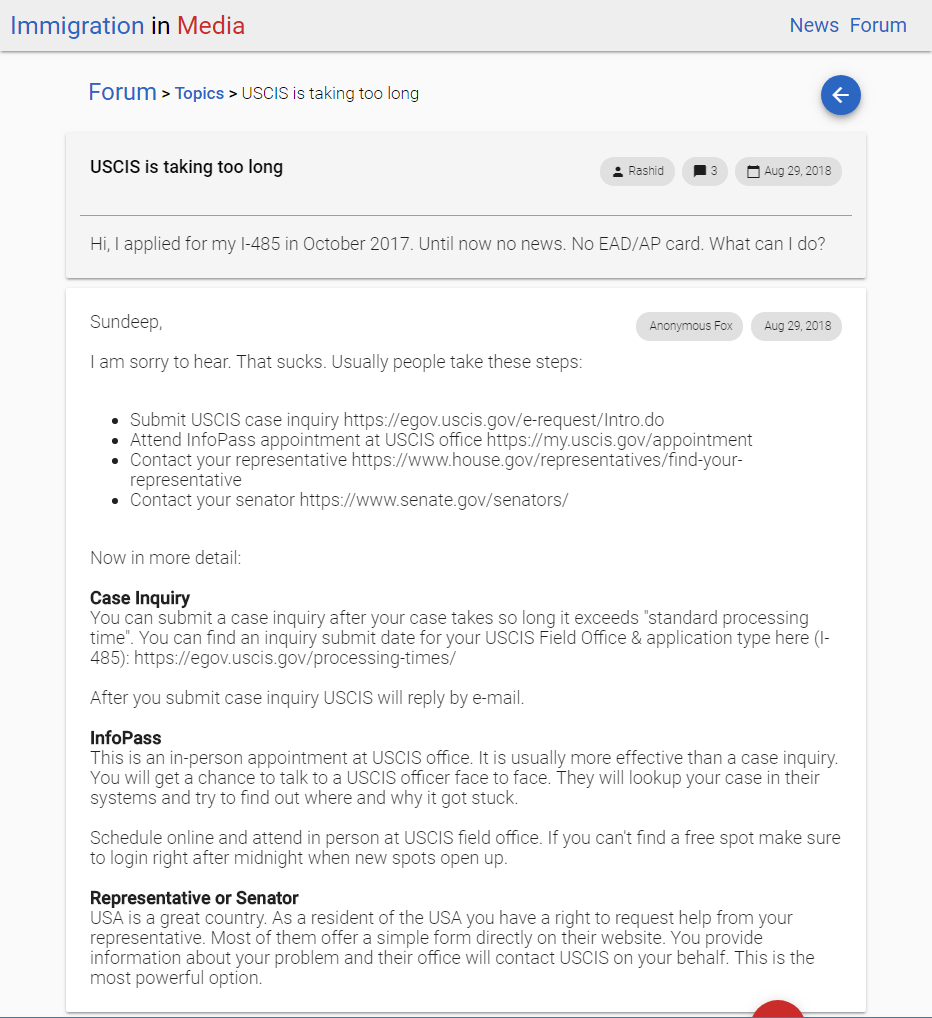 Immigration in Media
News Forum
Forum > Topics > USCIS is taking too long
USCIS is taking too long
Rashid
3
Aug 29, 2018
Hi, I applied for my I-485 in October 2017. Until now no news. No EAD/AP card. What can I do?
Sundeep,
Anonymous Fox
Aug 29, 2018
I am sorry to hear. That sucks. Usually people take these steps:
• Submit USCIS case inquiry https://egov.uscis.gov/e-request/Intro.do
• Attend InfoPass appointment at USCIS office https://my.uscis.gov/appointment
• Contact your representative https://www.house.gov/representatives/find-your-
representative
• Contact your senator https://www.senate.gov/senators/
Now in more detail:
Case Inquiry
You can submit a case inquiry after your case takes so long it exceeds "standard processing
time". You can find an inquiry submit date for your USCIS Field Office & application type here (I-
485): https://egov.uscis.gov/processing-times/
After you submit case inquiry USCIS will reply by e-mail.
InfoPass
This is an in-person appointment at USCIS office. It is usually more effective than a case inquiry.
You will get a chance to talk to a USCIS officer face to face. They will lookup your case in their
systems and try to find out where and why it got stuck.
Schedule online and attend in person at USCIS field office. If you can't find a free spot make sure
to login right after midnight when new spots open up.
Representative or Senator
USA is a great country. As a resident of the USA you have a right to request help from your
representative. Most of them offer a simple form directly on their website. You provide
information about your problem and their office will contact USCIS on your behalf. This is the
most powerful option.